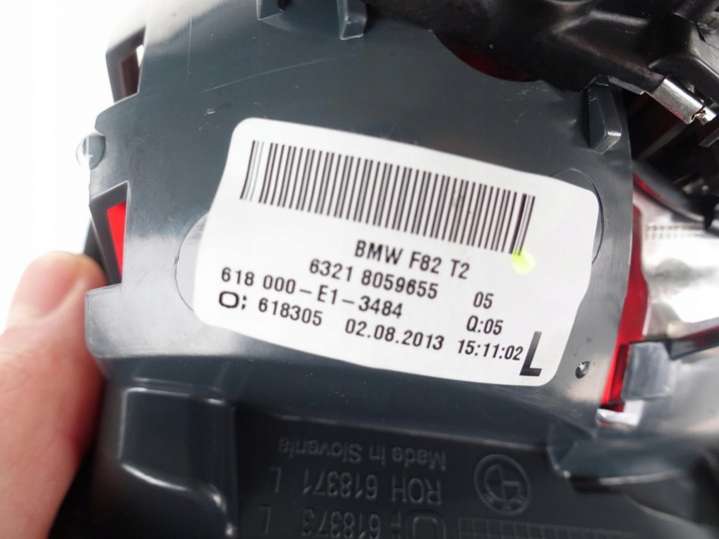 BMW F82 T2
6321 8059655 05
618 000-E1-3484 Q:05
O; 618305 02.08.2013 15:11:02 L
Made in Slovenia
ROH 618371 L
618373 L